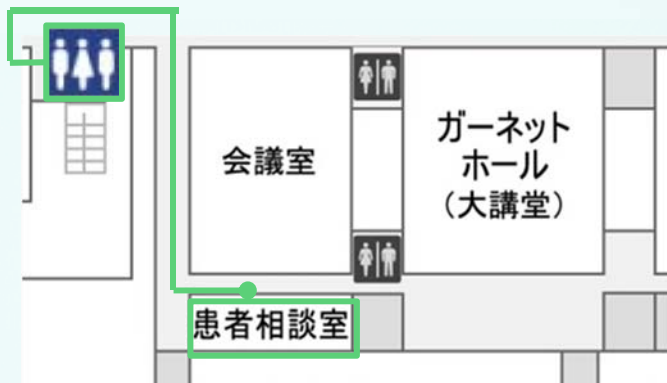 会議室
ガーネット
ホール
（大講堂）
患者相談室